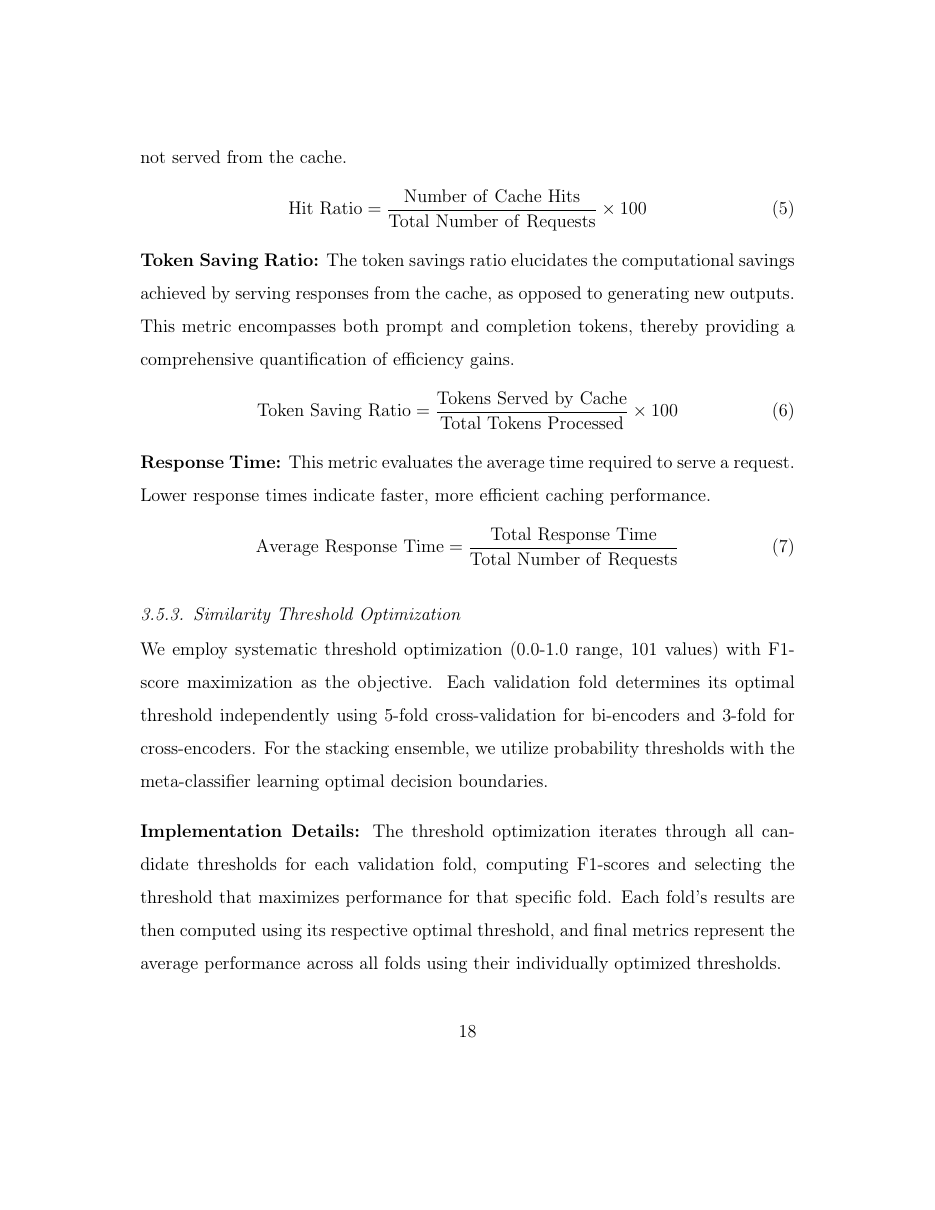 not served from the cache.
Hit Ratio = Number of Cache Hits / Total Number of Requests × 100 (5)
Token Saving Ratio: The token savings ratio elucidates the computational savings
achieved by serving responses from the cache, as opposed to generating new outputs.
This metric encompasses both prompt and completion tokens, thereby providing a
comprehensive quantification of efficiency gains.
Token Saving Ratio = Tokens Served by Cache / Total Tokens Processed × 100 (6)
Response Time: This metric evaluates the average time required to serve a request.
Lower response times indicate faster, more efficient caching performance.
Average Response Time = Total Response Time / Total Number of Requests (7)
3.5.3. Similarity Threshold Optimization
We employ systematic threshold optimization (0.0-1.0 range, 101 values) with F1-
score maximization as the objective. Each validation fold determines its optimal
threshold independently using 5-fold cross-validation for bi-encoders and 3-fold for
cross-encoders. For the stacking ensemble, we utilize probability thresholds with the
meta-classifier learning optimal decision boundaries.
Implementation Details: The threshold optimization iterates through all can-
didate thresholds for each validation fold, computing F1-scores and selecting the
threshold that maximizes performance for that specific fold. Each fold's results are
then computed using its respective optimal threshold, and final metrics represent the
average performance across all folds using their individually optimized thresholds.
18